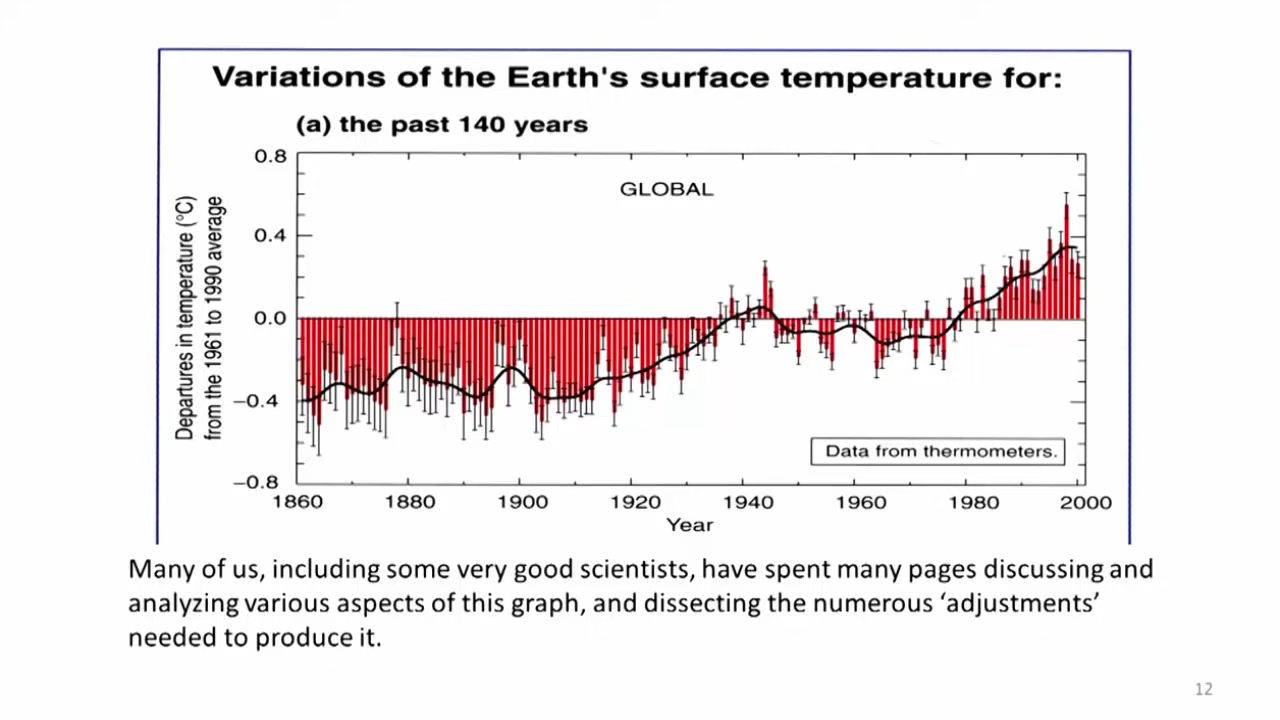 Variations of the Earth's surface temperature for:
(a) the past 140 years
GLOBAL
Departures in temperature (°C)
from the 1961 to 1990 average
0.8
0.4
0.0
−0.4
−0.8
Data from thermometers.
1860 1880 1900 1920 1940 1960 1980 2000
Year
Many of us, including some very good scientists, have spent many pages discussing and
analyzing various aspects of this graph, and dissecting the numerous ‘adjustments’
needed to produce it.
12